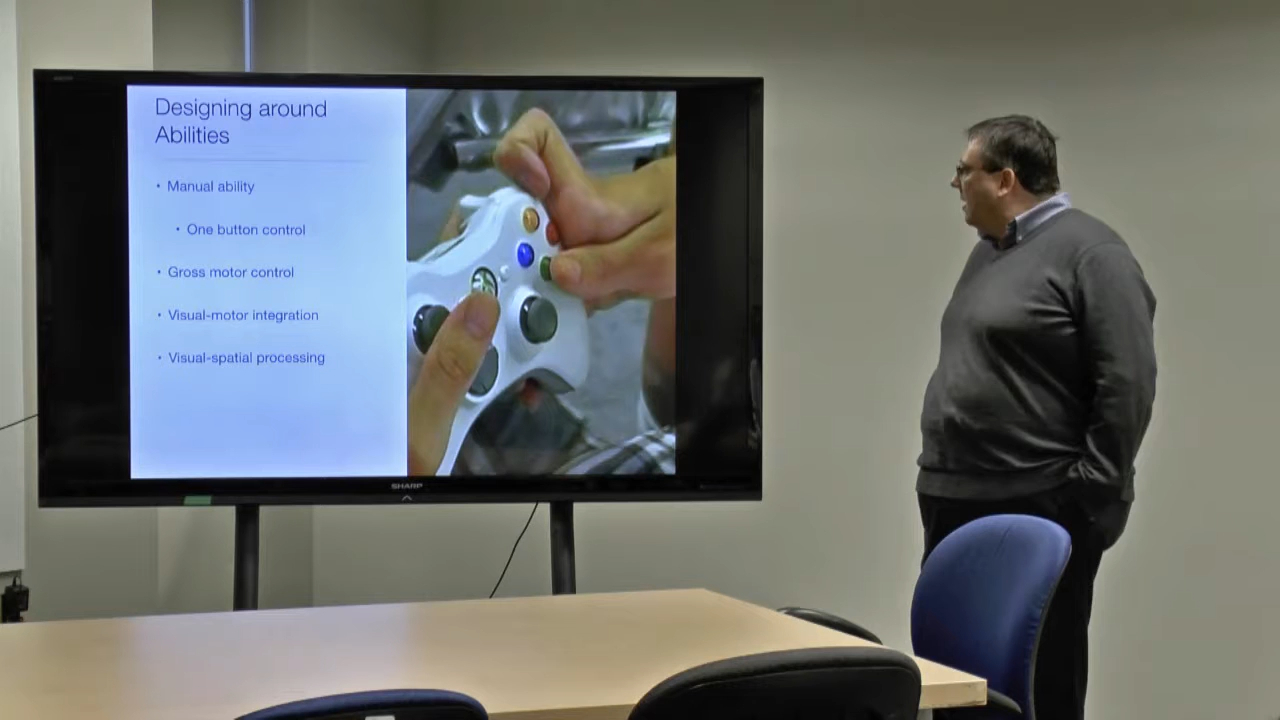 Designing around
Abilities
• Manual ability
• One button control
• Gross motor control
• Visual-motor integration
• Visual-spatial processing
SHARP